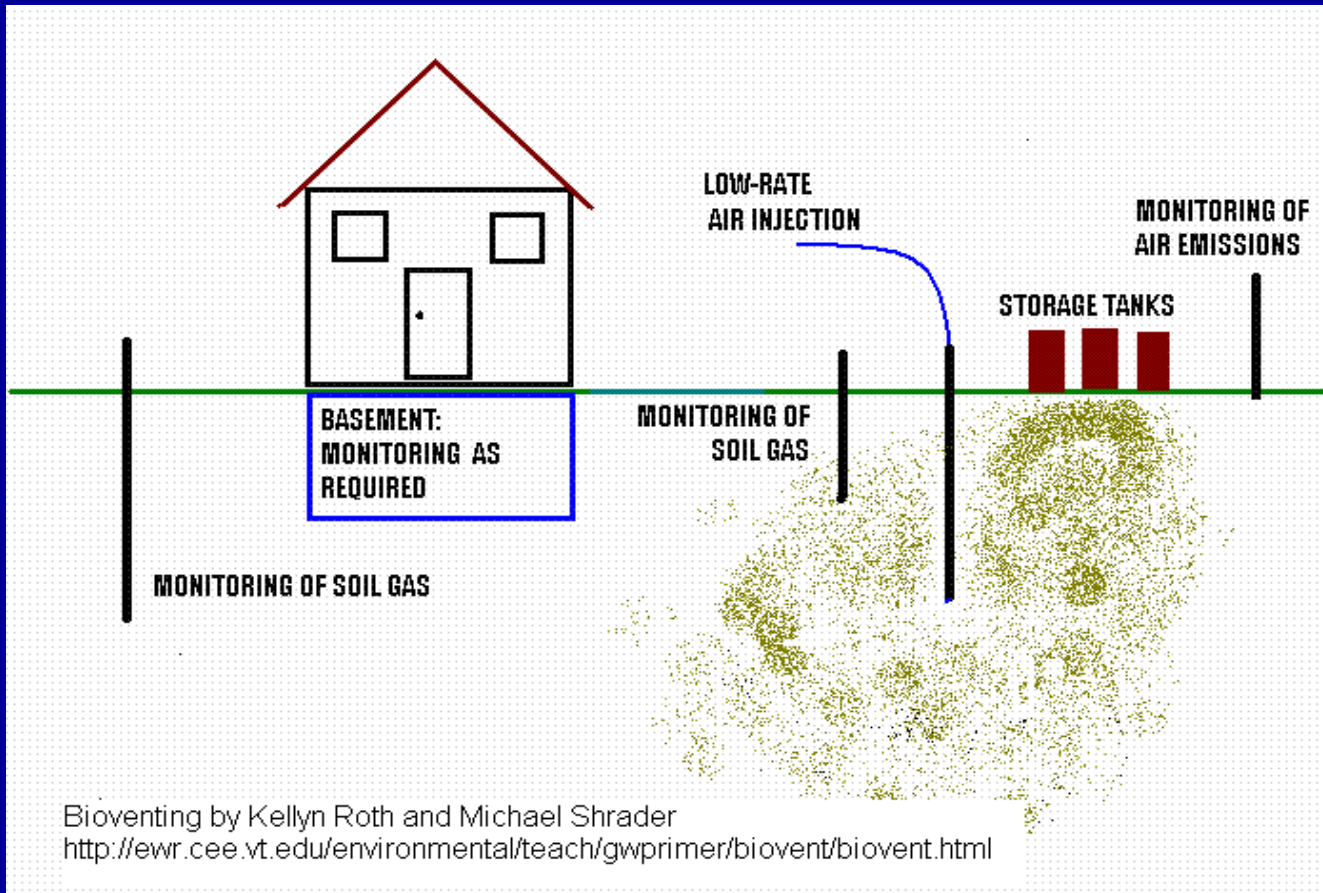 LOW-RATE
AIR INJECTION
MONITORING OF
AIR EMISSIONS
STORAGE TANKS
BASEMENT:
MONITORING AS
REQUIRED
MONITORING OF
SOIL GAS
MONITORING OF SOIL GAS
Bioventing by Kellyn Roth and Michael Shrader
http://ewr.cee.vt.edu/environmental/teach/gwprimer/biovent/biovent.html